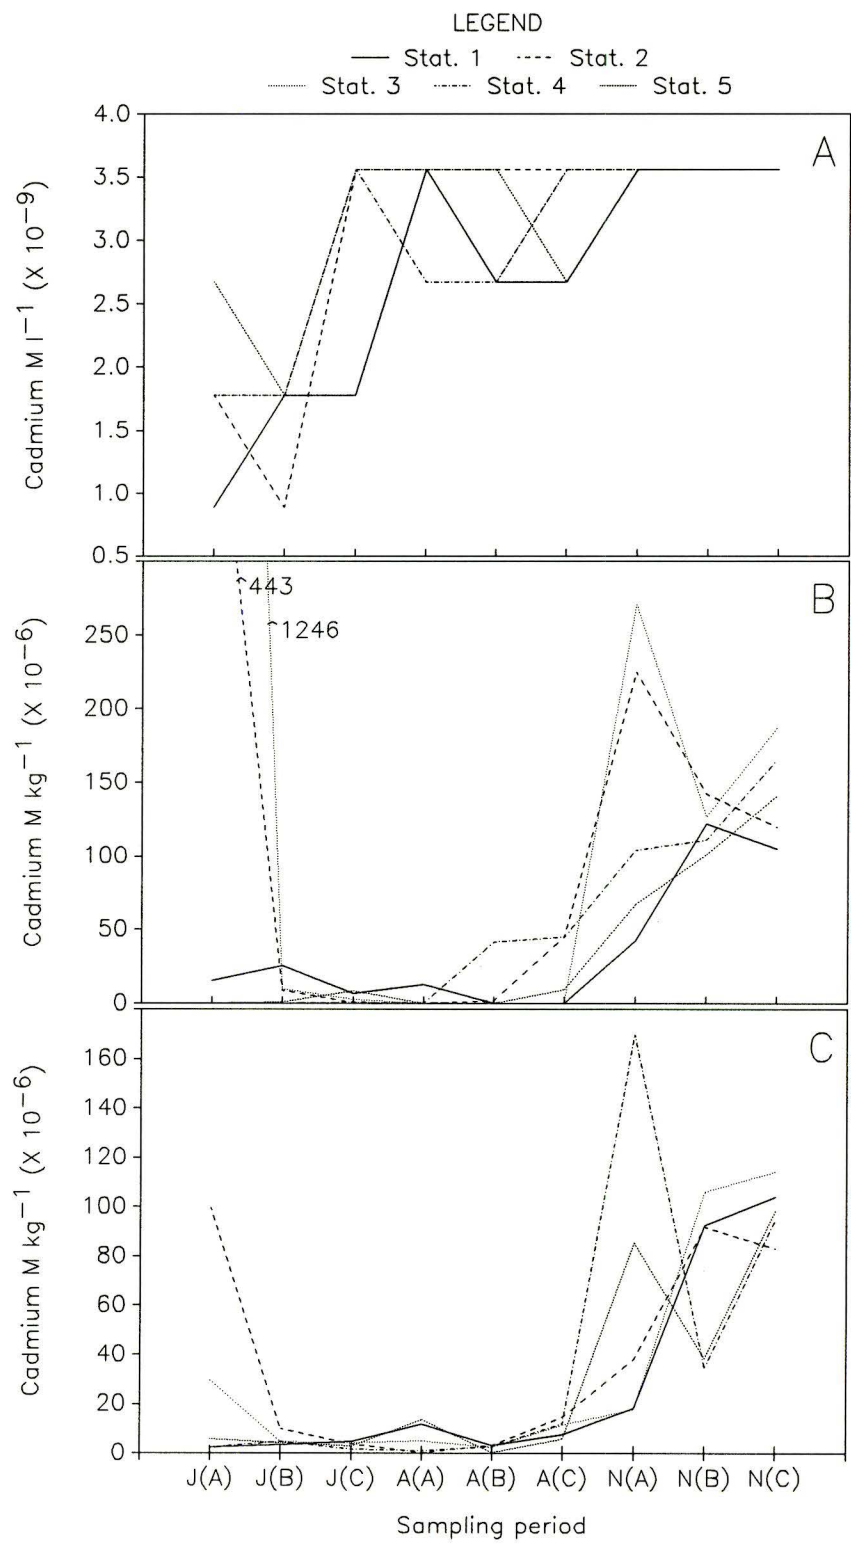 LEGEND
Stat. 1 Stat. 2
Stat. 3 Stat. 4 Stat. 5
A
Cadmium M l⁻¹ (X 10⁻⁹)
4.0
3.5
3.0
2.5
2.0
1.5
1.0
0.5
B
^443
^1246
Cadmium M kg⁻¹ (X 10⁻⁶)
250
200
150
100
50
0
C
Cadmium M kg⁻¹ (X 10⁻⁶)
160
140
120
100
80
60
40
20
0
J(A) J(B) J(C) A(A) A(B) A(C) N(A) N(B) N(C)
Sampling period